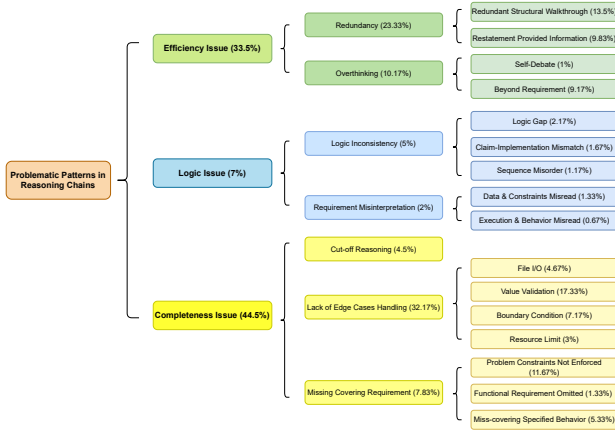 Problematic Patterns in
Reasoning Chains
Efficiency Issue (33.5%)
Redundancy (23.33%)
Redundant Structural Walkthrough (13.5%)
Restatement Provided Information (9.83%)
Overthinking (10.17%)
Self-Debate (1%)
Beyond Requirement (9.17%)
Logic Issue (7%)
Logic Inconsistency (5%)
Logic Gap (2.17%)
Claim-Implementation Mismatch (1.67%)
Sequence Misorder (1.17%)
Requirement Misinterpretation (2%)
Data & Constraints Misread (1.33%)
Execution & Behavior Misread (0.67%)
Completeness Issue (44.5%)
Cut-off Reasoning (4.5%)
Lack of Edge Cases Handling (32.17%)
File I/O (4.67%)
Value Validation (17.33%)
Boundary Condition (7.17%)
Resource Limit (3%)
Missing Covering Requirement (7.83%)
Problem Constraints Not Enforced
(11.67%)
Functional Requirement Omitted (1.33%)
Miss-covering Specified Behavior (5.33%)